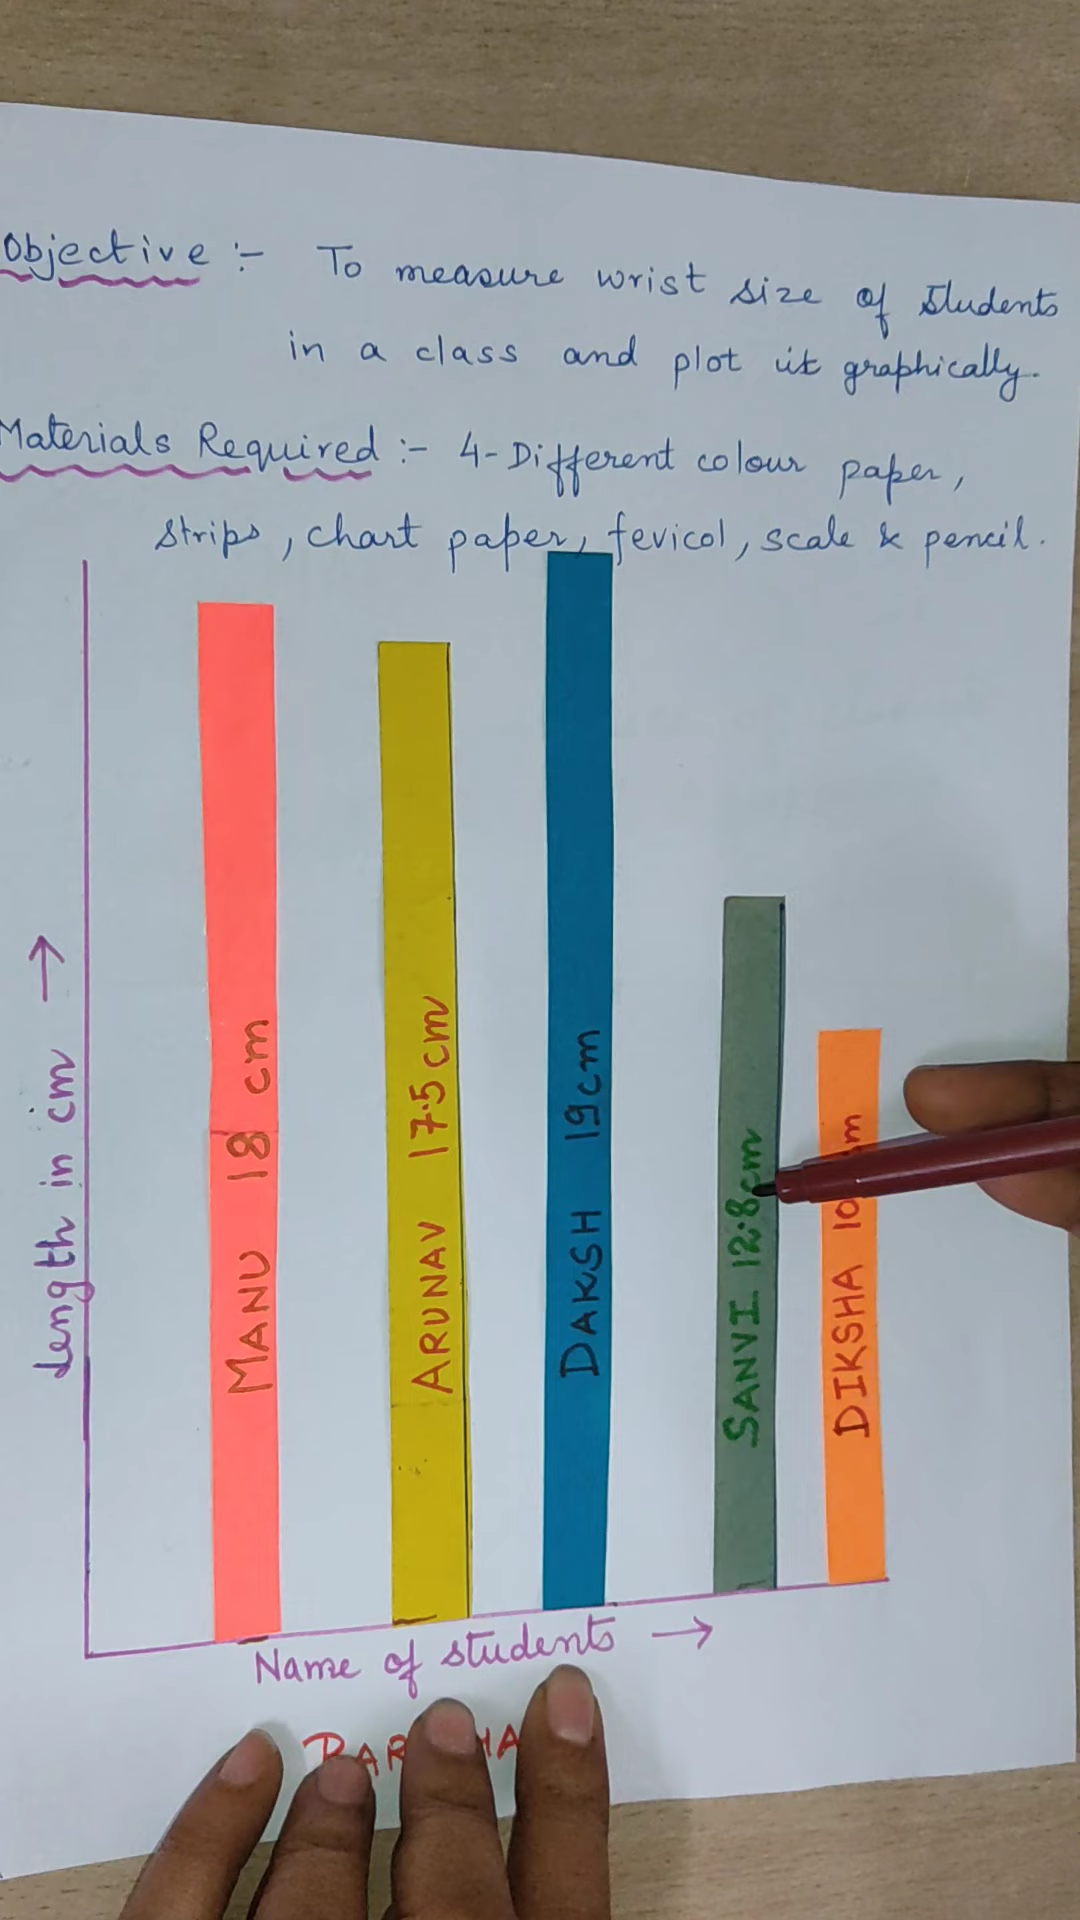 Objective :- To measure wrist size of students
in a class and plot it graphically.
Materials Required :- 4-Different colour paper,
strips, chart paper, fevicol, scale & pencil.
length in cm →
MANU 18 cm
ARUNAV 17.5 cm
DAKSH 19cm
SANVI 12.8cm
DIKSHA
Name of students →